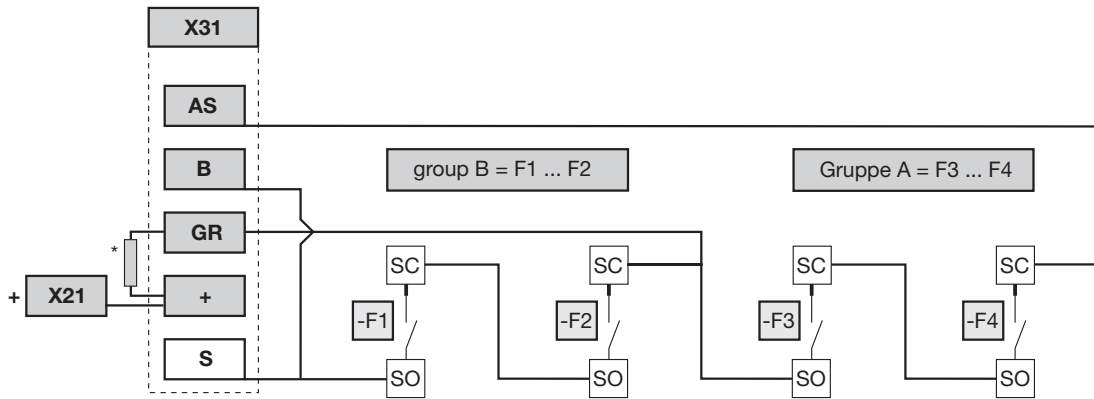 X31
AS
B
group B = F1 ... F2
Gruppe A = F3 ... F4
GR
*
SC
SC
SC
SC
+ X21
+
-F1
-F2
-F3
-F4
S
SO
SO
SO
SO